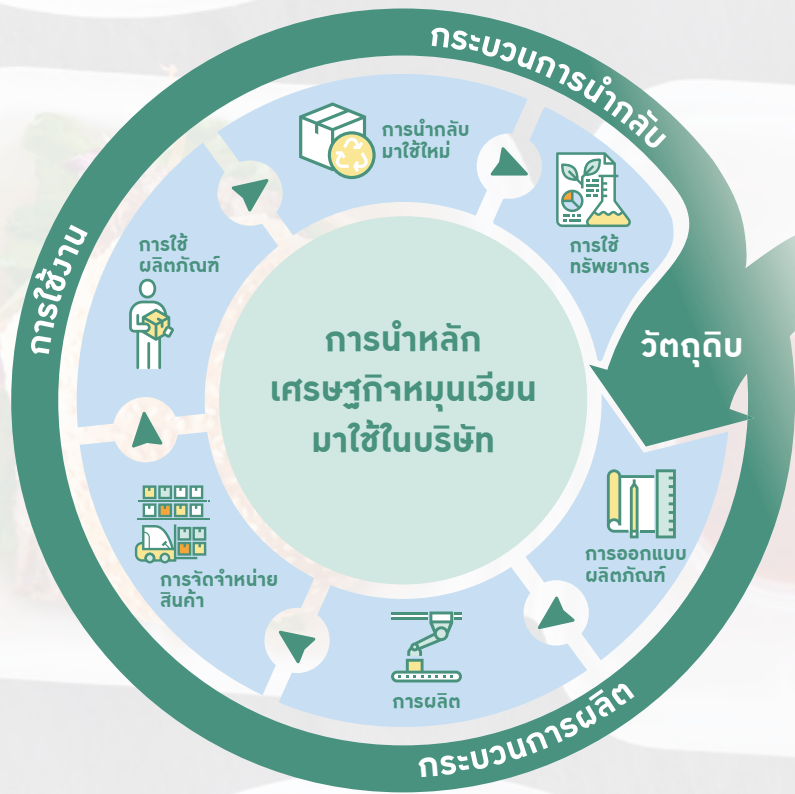 กระบวนการนำกลับ
การนำกลับ
มาใช้ใหม่
การใช้
ทรัพยากร
การใช้
ผลิตภัณฑ์
การใช้งาน
การนำหลัก
เศรษฐกิจหมุนเวียน
มาใช้ในบริษัท
วัตถุดิบ
การออกแบบ
ผลิตภัณฑ์
การจัดจำหน่าย
สินค้า
การผลิต
กระบวนการผลิต